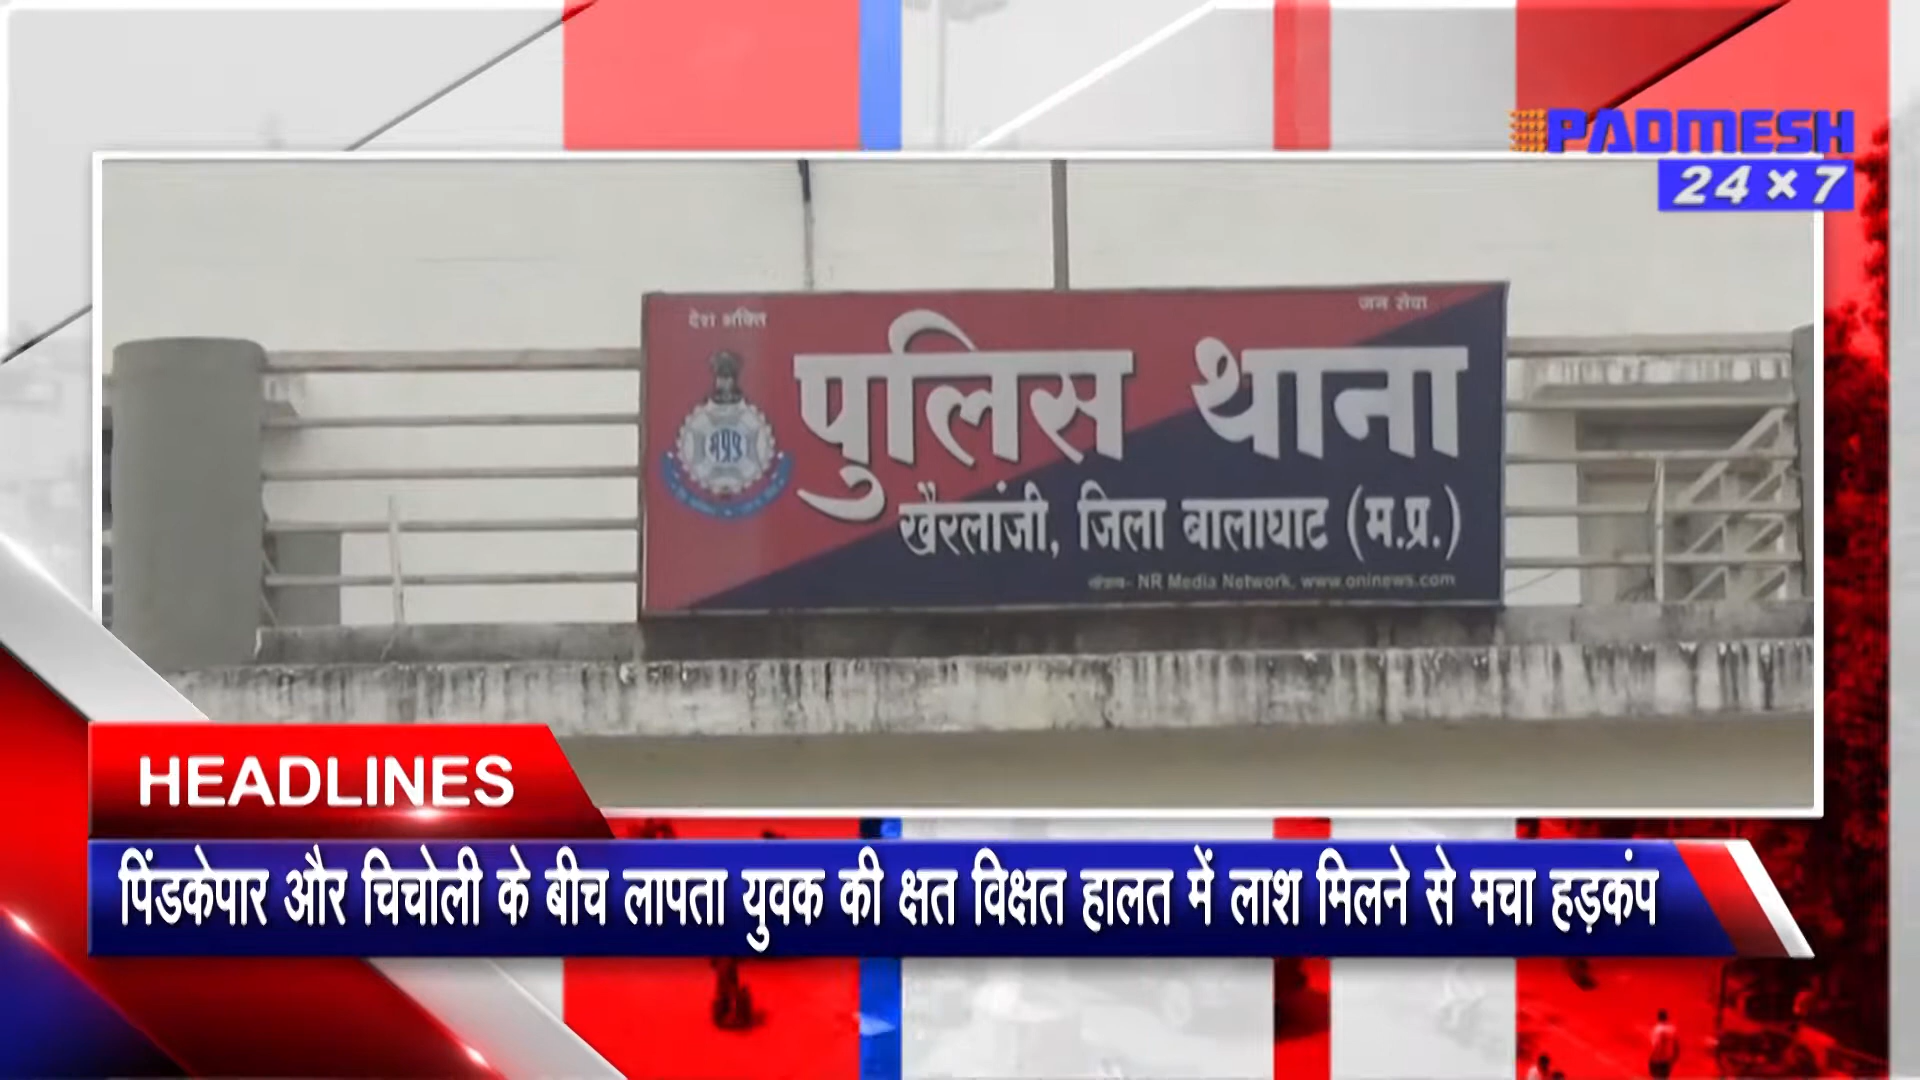 PADMESH
24×7
देश भक्ति
जन सेवा
पुलिस थाना
खैरलांजी, जिला बालाघाट (म.प्र.)
NR Media Network, www.oninews.com
HEADLINES
पिंडकेपार और चिचोली के बीच लापता युवक की क्षत विक्षत हालत में लाश मिलने से मचा हड़कंप